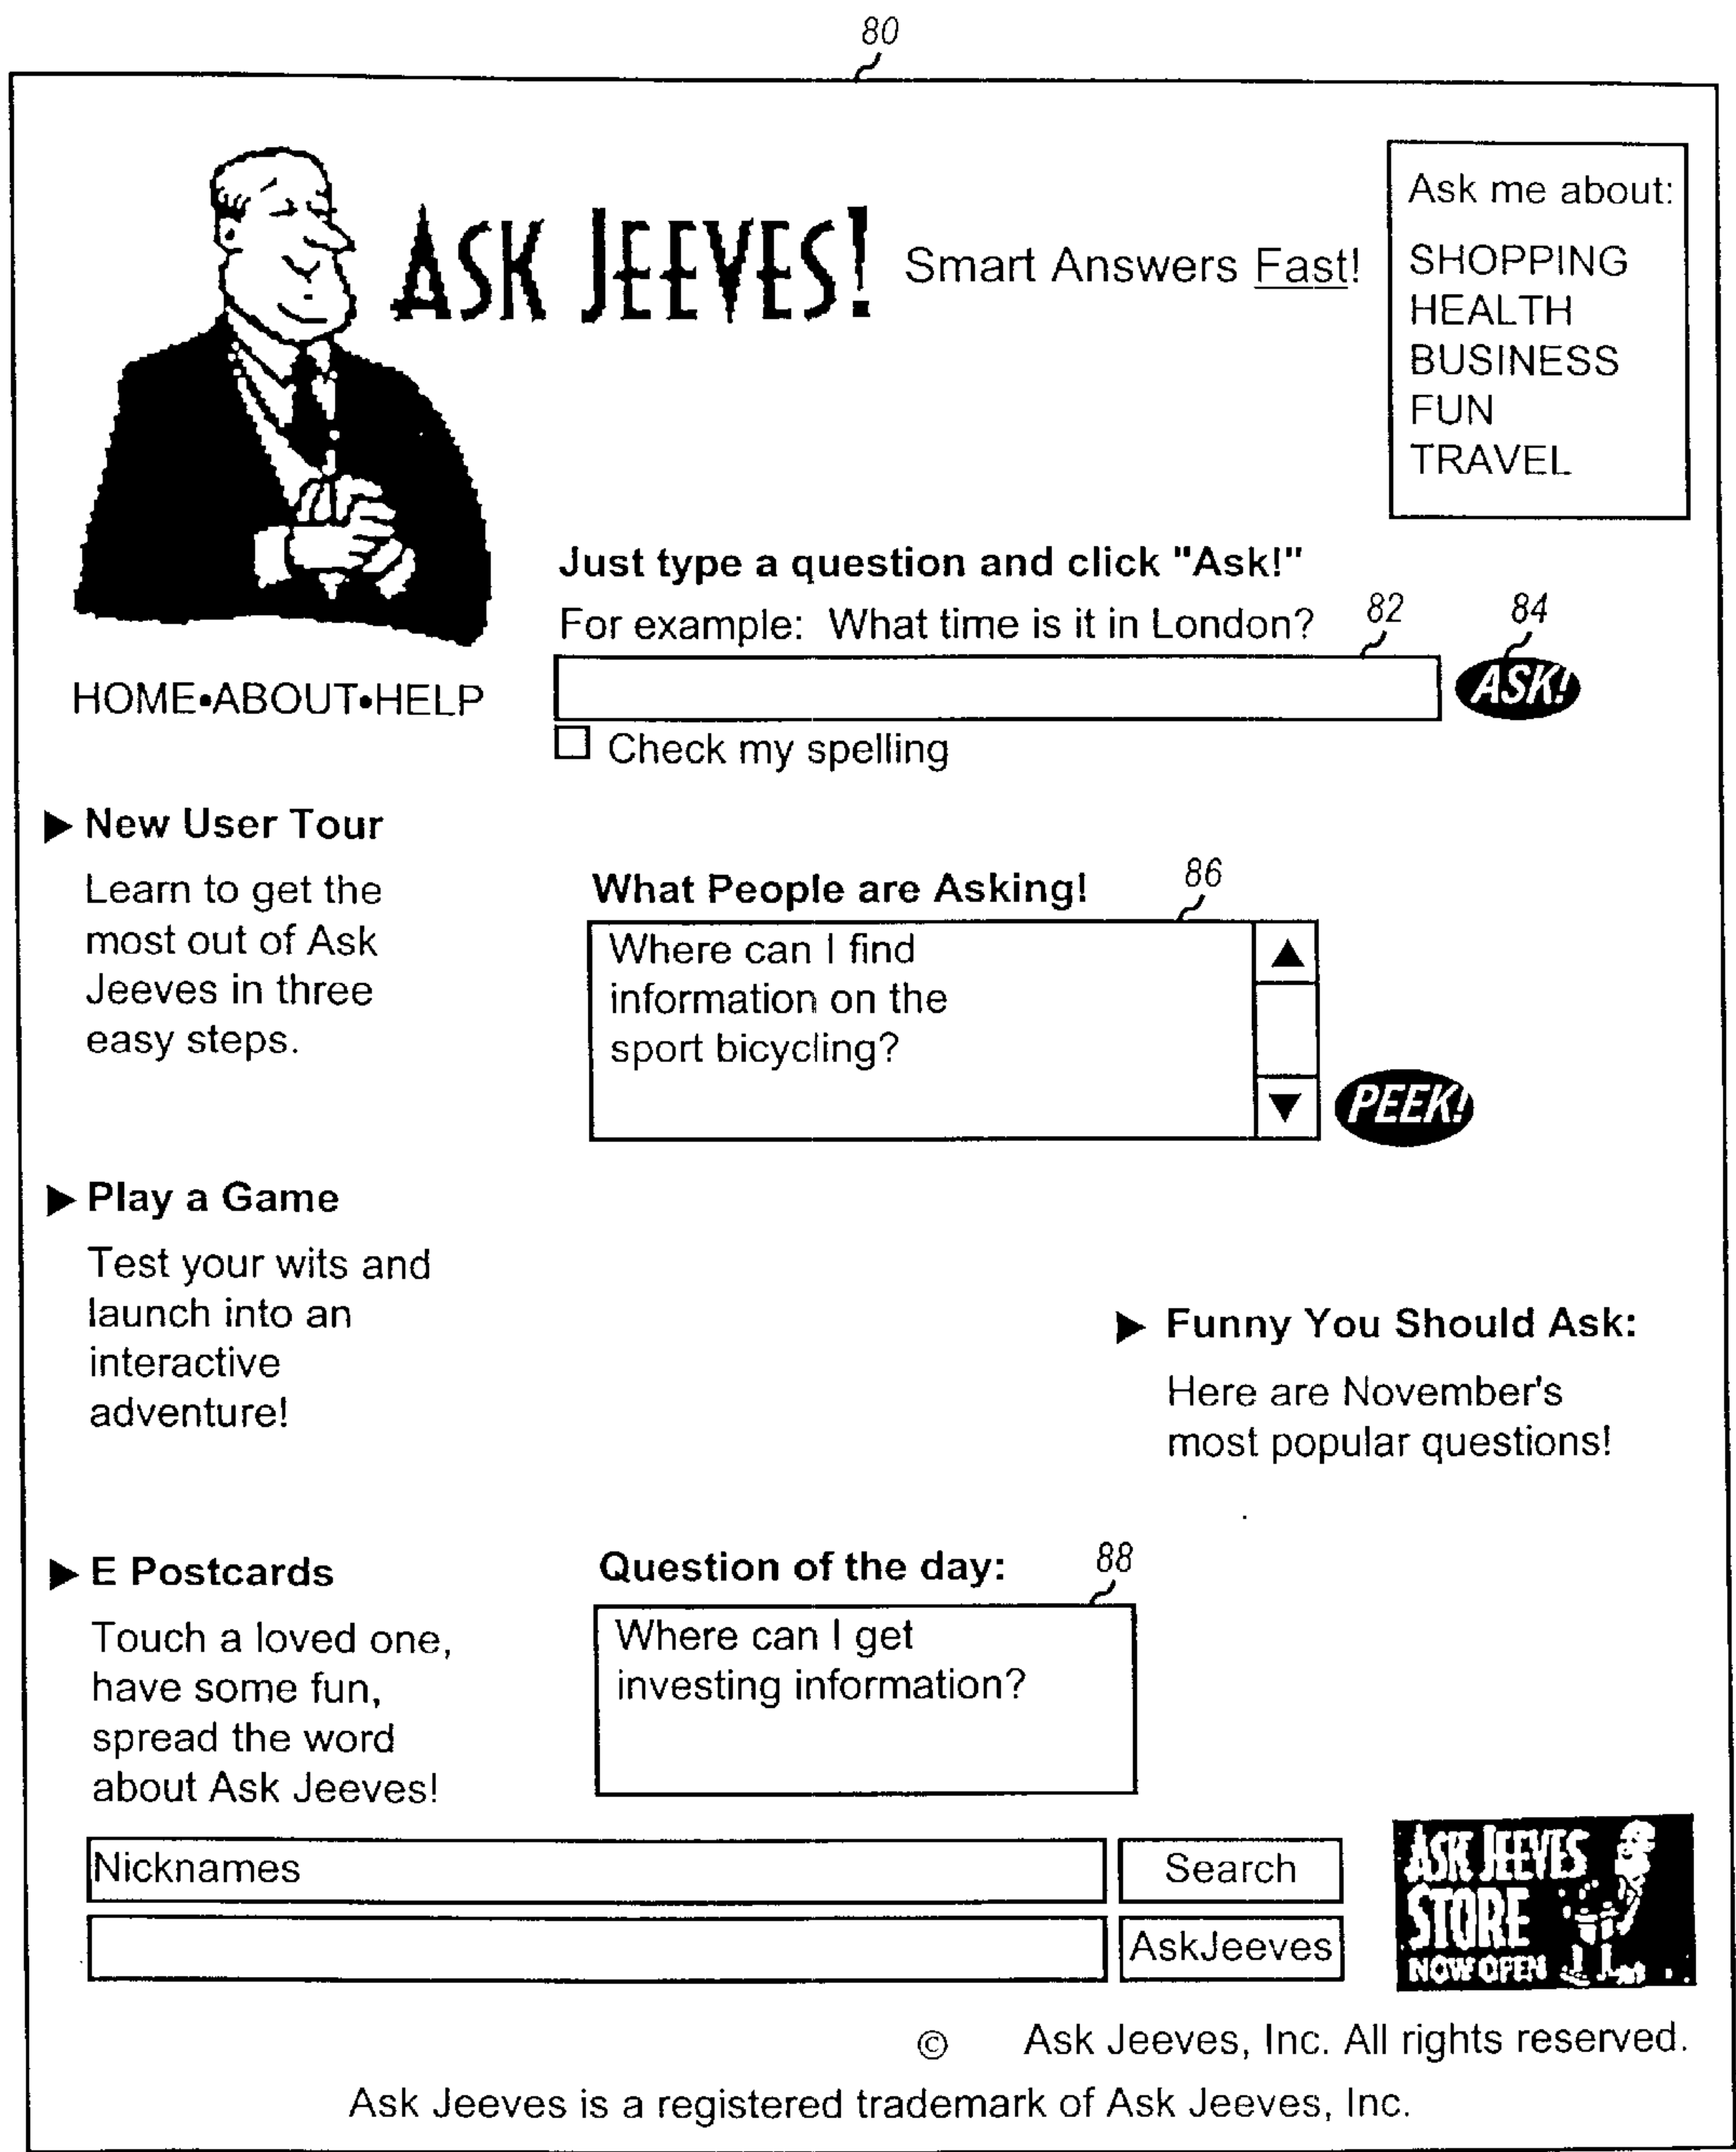 80
ASK JEEVES!
Smart Answers Fast!
Ask me about:
SHOPPING
HEALTH
BUSINESS
FUN
TRAVEL
Just type a question and click "Ask!"
For example: What time is it in London?
82
84
ASK!
HOME•ABOUT•HELP
Check my spelling
New User Tour
Learn to get the
most out of Ask
Jeeves in three
easy steps.
What People are Asking!
86
Where can I find
information on the
sport bicycling?
PEEK!
Play a Game
Test your wits and
launch into an
interactive
adventure!
Funny You Should Ask:
Here are November's
most popular questions!
E Postcards
Touch a loved one,
have some fun,
spread the word
about Ask Jeeves!
Question of the day:
88
Where can I get
investing information?
Nicknames
Search
AskJeeves
ASK JEEVES
STORE
NOW OPEN
© Ask Jeeves, Inc. All rights reserved.
Ask Jeeves is a registered trademark of Ask Jeeves, Inc.